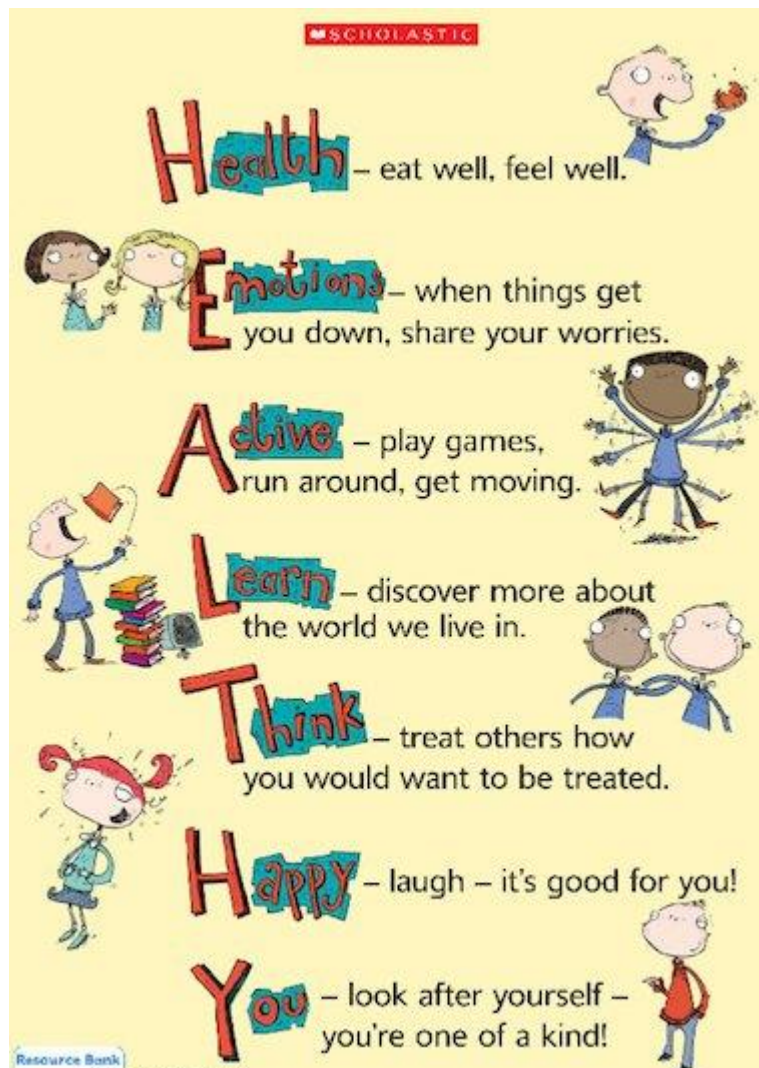 SCHOLASTIC
Health – eat well, feel well.
Emotions – when things get
you down, share your worries.
Active – play games,
run around, get moving.
Learn – discover more about
the world we live in.
Think – treat others how
you would want to be treated.
Happy – laugh – it's good for you!
You – look after yourself –
you're one of a kind!
Resource Bank